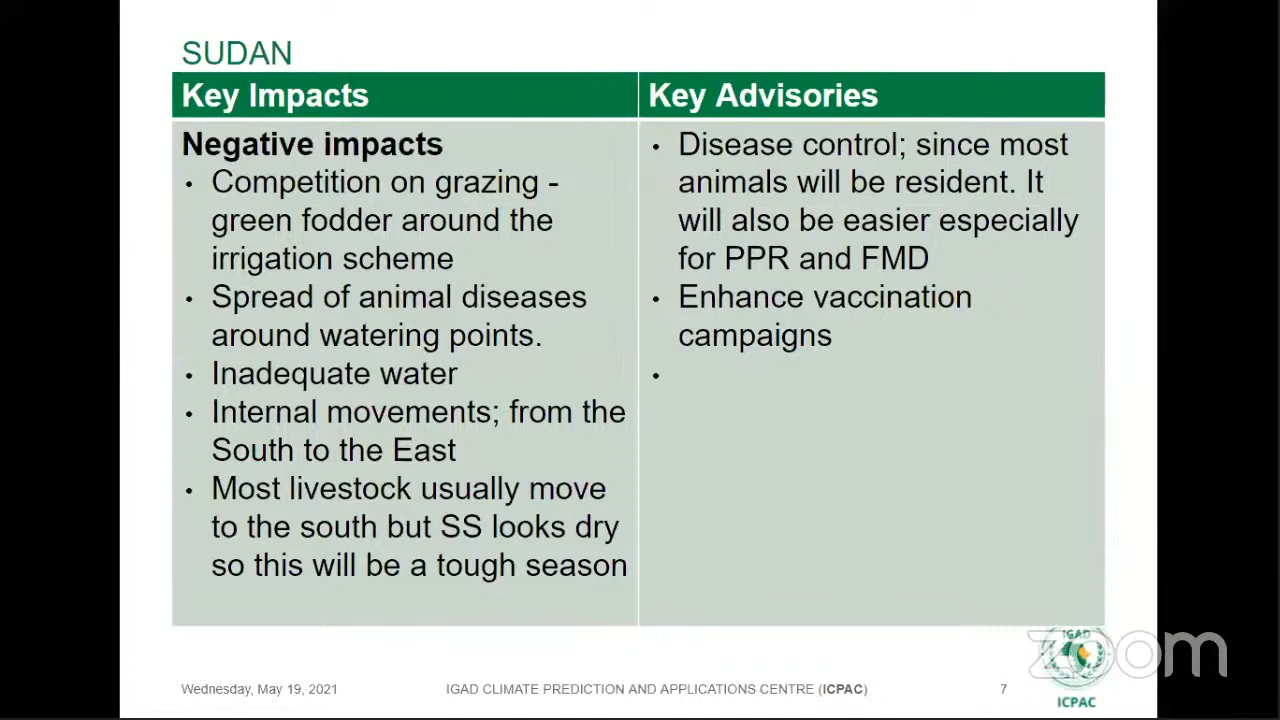 SUDAN
Key Impacts
Negative impacts
• Competition on grazing -
green fodder around the
irrigation scheme
• Spread of animal diseases
around watering points.
• Inadequate water
• Internal movements; from the
South to the East
• Most livestock usually move
to the south but SS looks dry
so this will be a tough season
Key Advisories
• Disease control; since most
animals will be resident. It
will also be easier especially
for PPR and FMD
• Enhance vaccination
campaigns
•
Wednesday, May 19, 2021
IGAD CLIMATE PREDICTION AND APPLICATIONS CENTRE (ICPAC)
7
IGAD
ICPAC
zoom